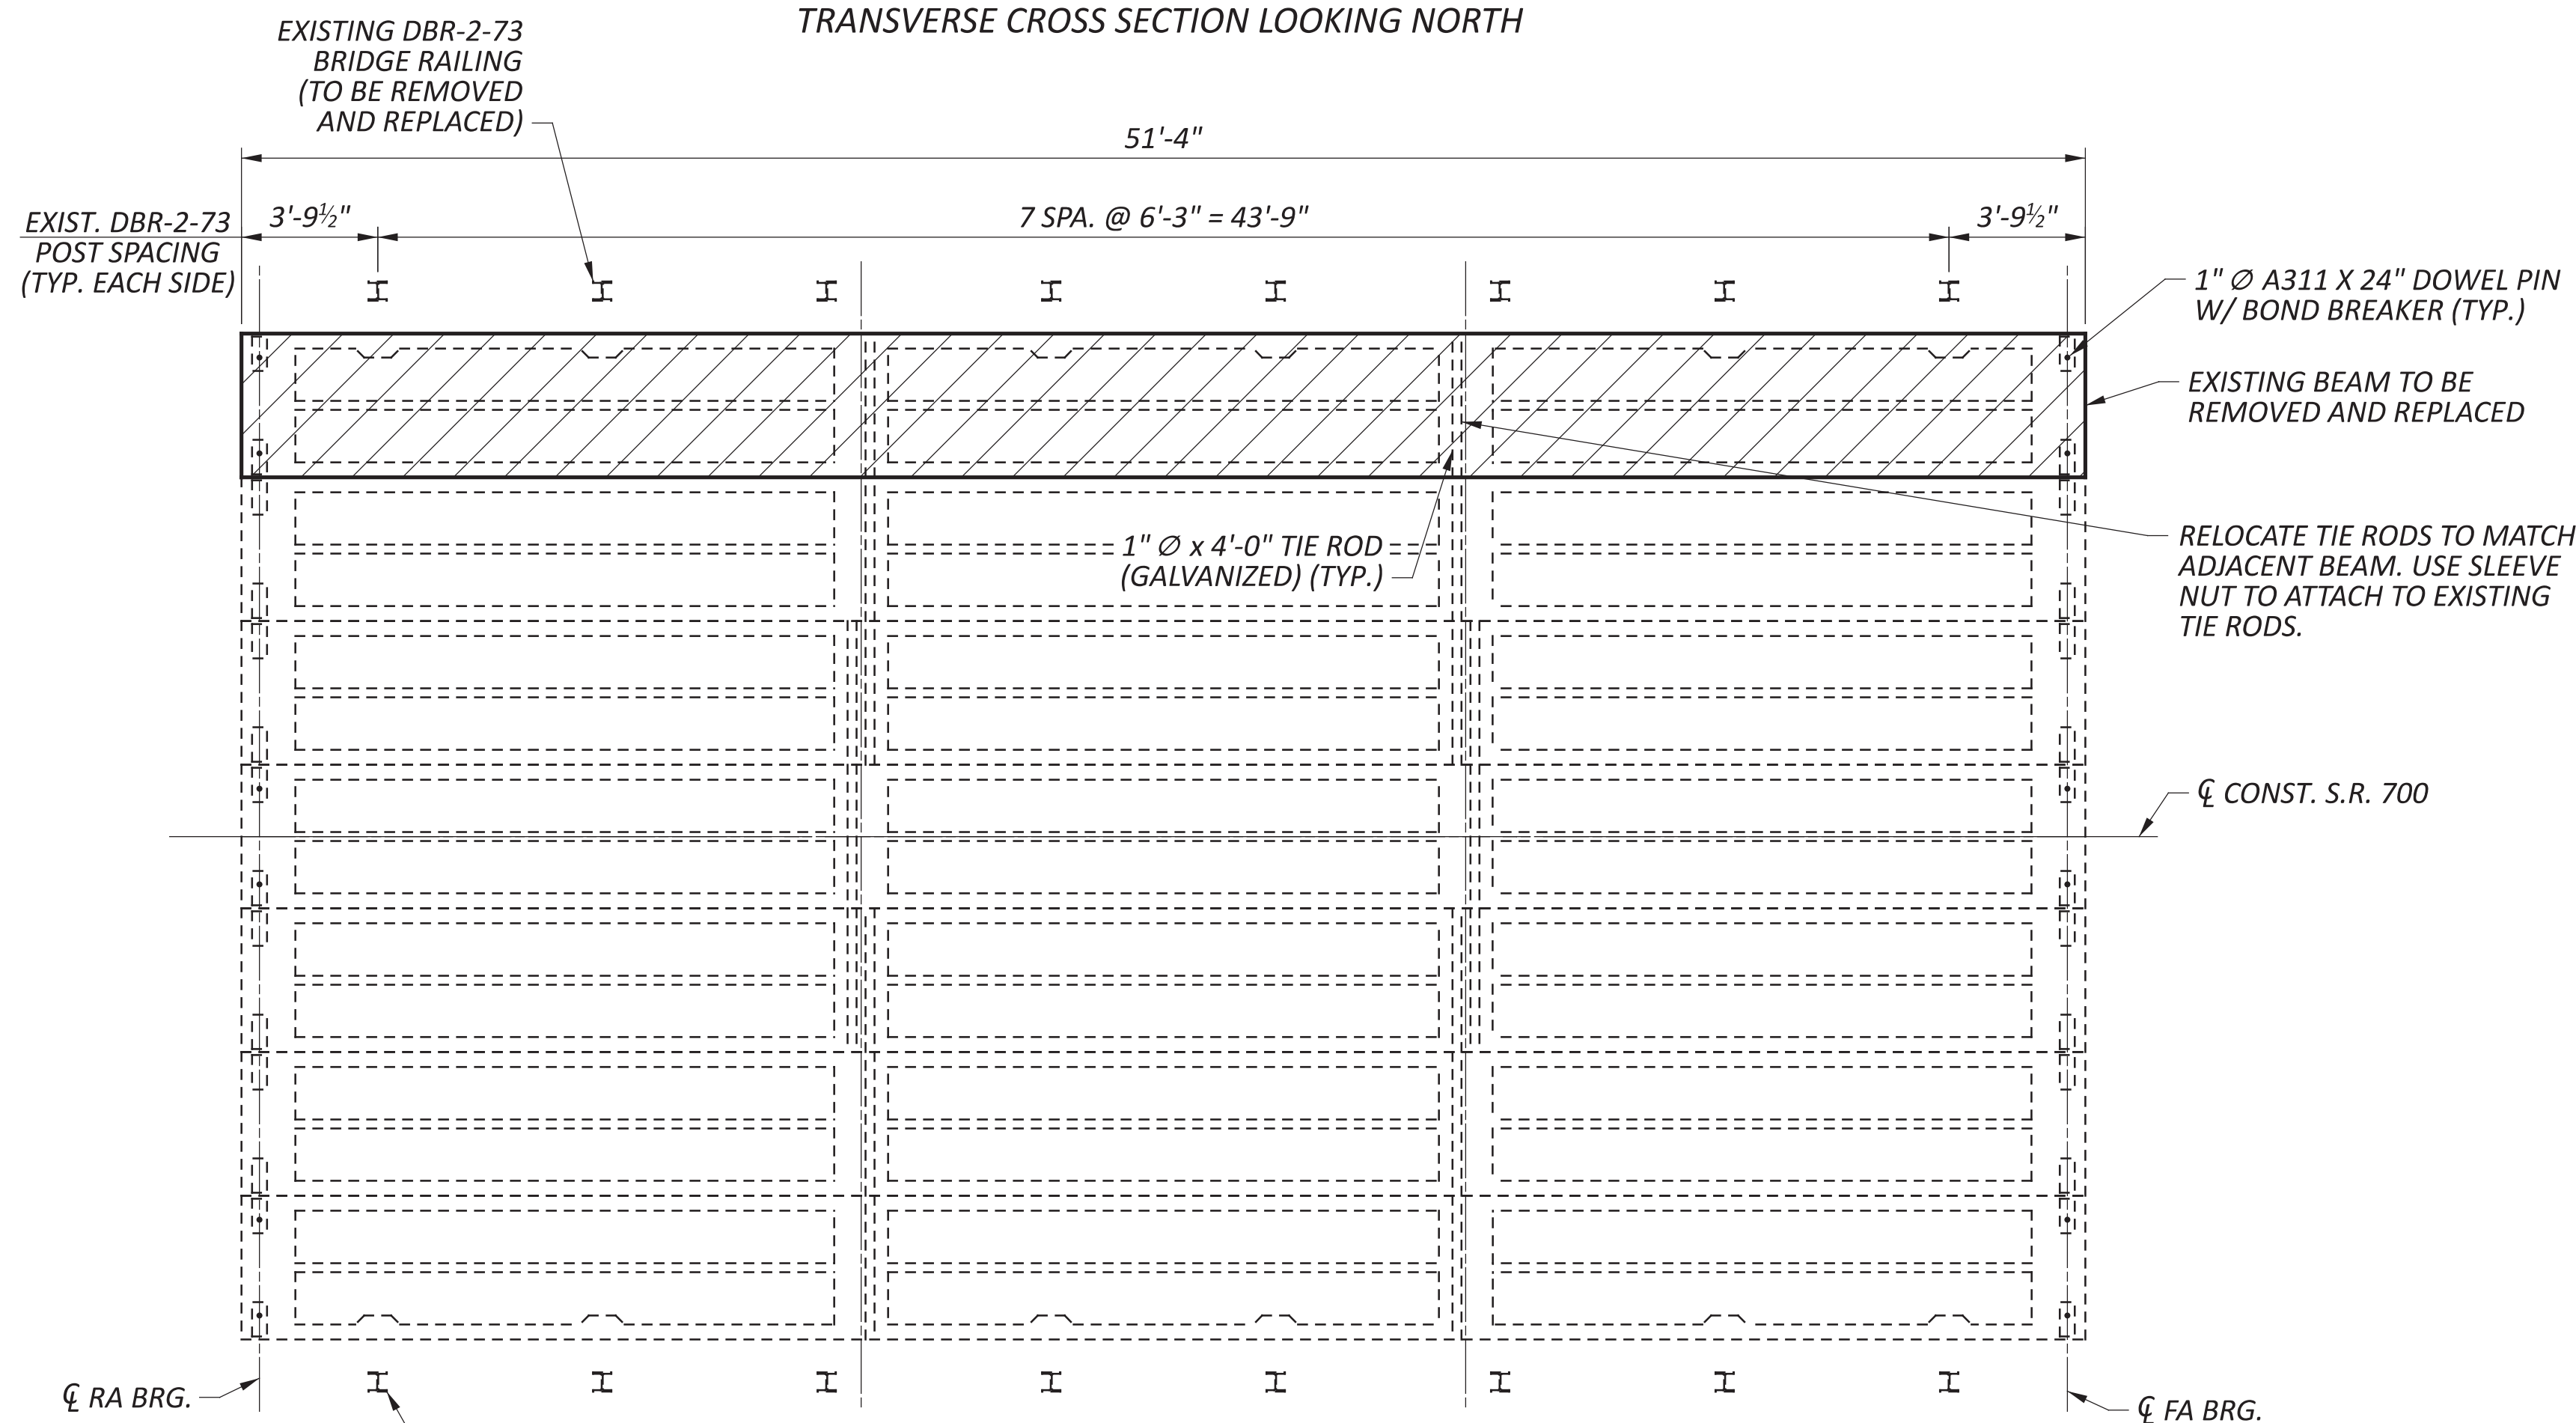 TRANSVERSE CROSS SECTION LOOKING NORTH
EXISTING DBR-2-73
BRIDGE RAILING
(TO BE REMOVED
AND REPLACED)
51'-4"
EXIST. DBR-2-73
POST SPACING
(TYP. EACH SIDE)
3'-9½"
7 SPA. @ 6'-3" = 43'-9"
3'-9½"
1" Ø A311 X 24" DOWEL PIN
W/ BOND BREAKER (TYP.)
EXISTING BEAM TO BE
REMOVED AND REPLACED
1" Ø x 4'-0" TIE ROD
(GALVANIZED) (TYP.)
RELOCATE TIE RODS TO MATCH
ADJACENT BEAM. USE SLEEVE
NUT TO ATTACH TO EXISTING
TIE RODS.
℄ CONST. S.R. 700
℄ RA BRG.
℄ FA BRG.